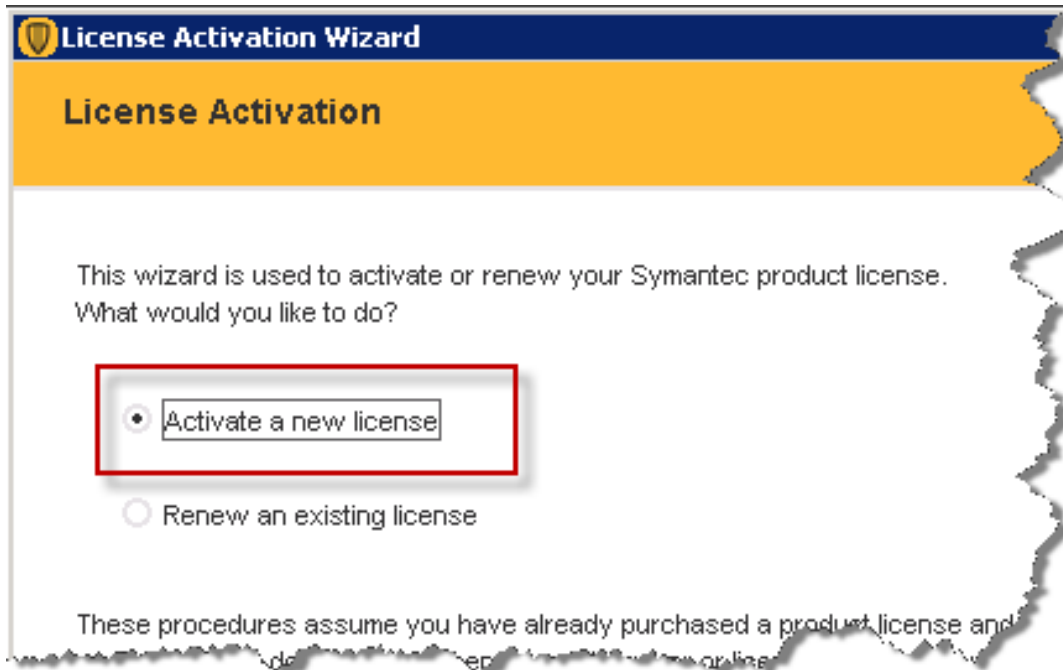 License Activation Wizard
License Activation
This wizard is used to activate or renew your Symantec product license.
What would you like to do?
Activate a new license
Renew an existing license
These procedures assume you have already purchased a product license and